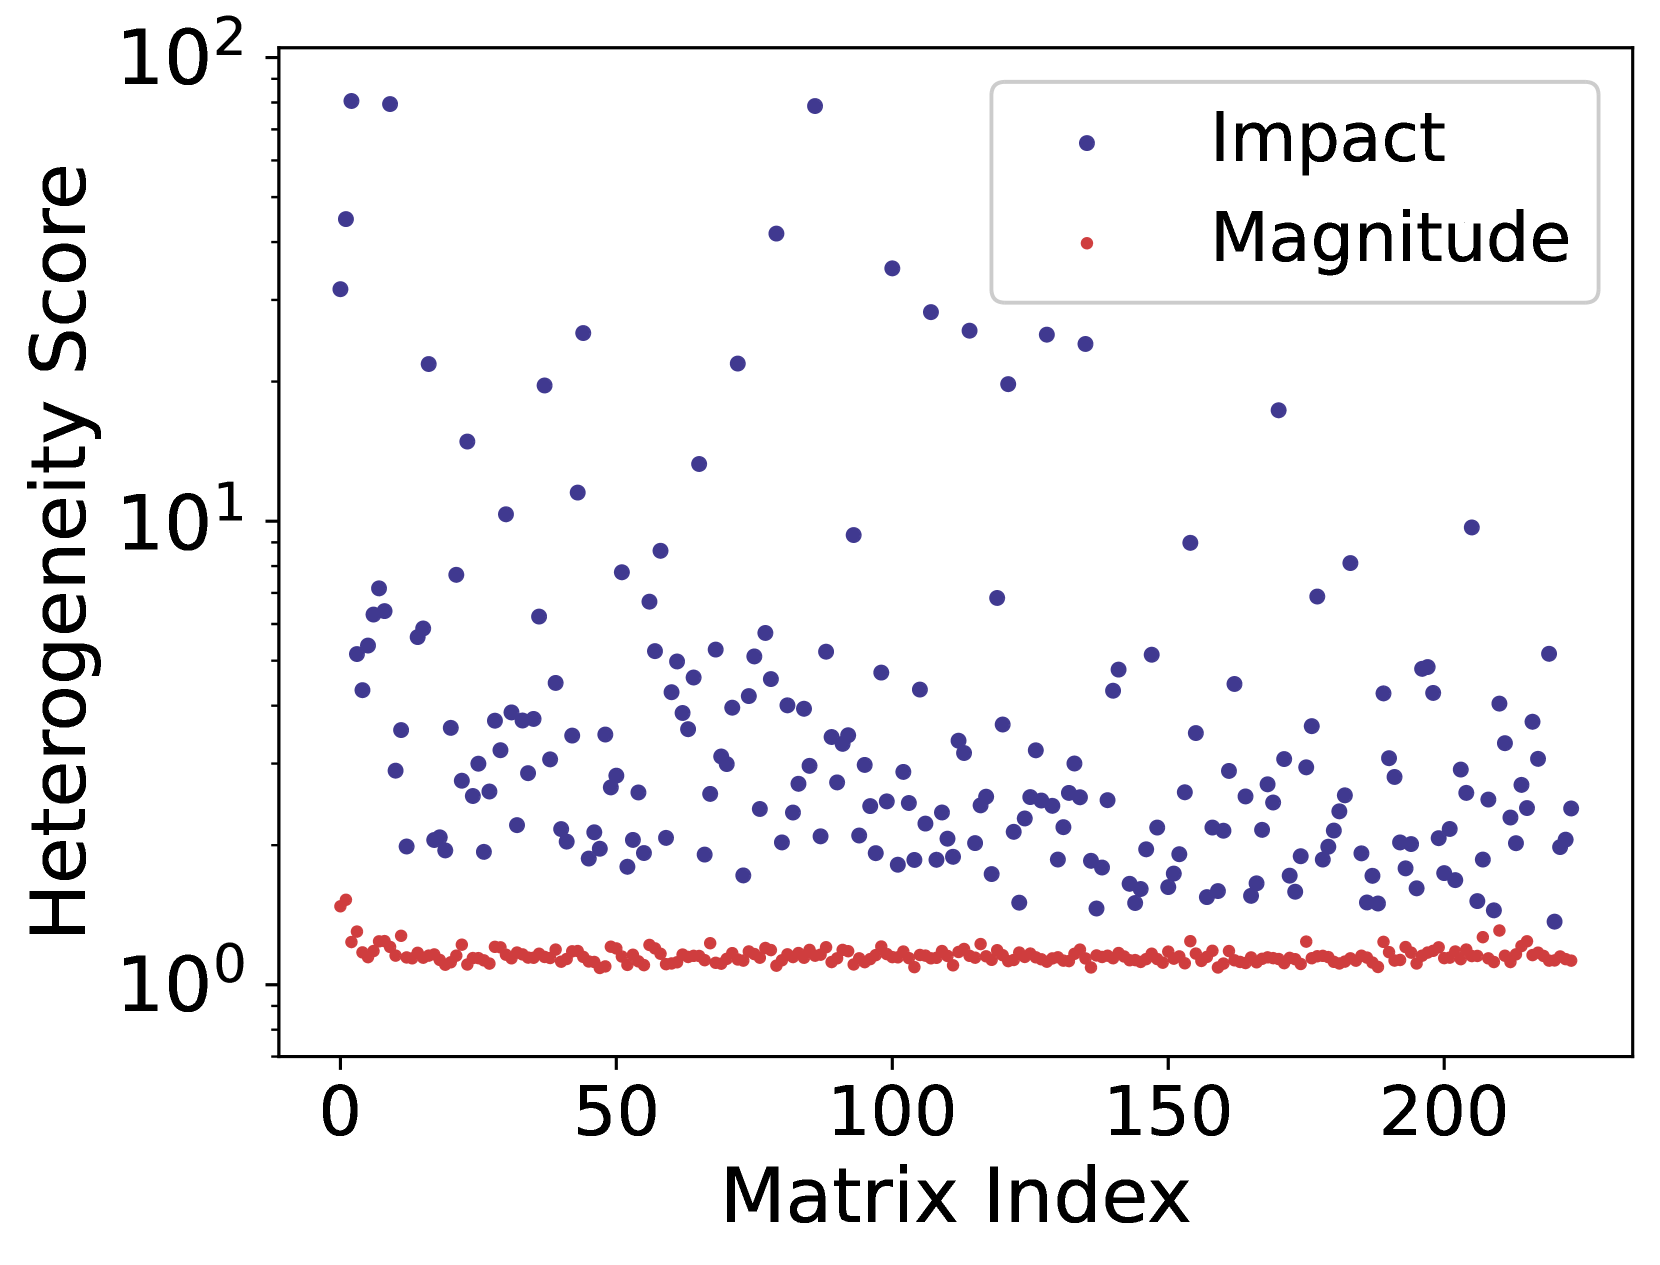 10²
10¹
10⁰
Heterogeneity Score
Impact
Magnitude
0 50 100 150 200
Matrix Index